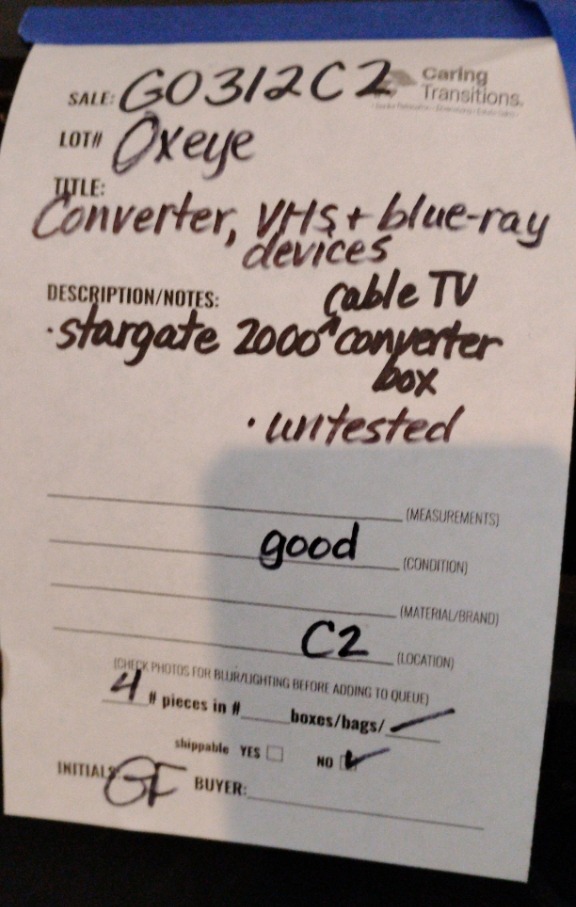 SALE: GO312C2 Caring
Transitions.
LOT# Oxeye
TITLE:
Converter, VHS + blue-ray
devices
DESCRIPTION/NOTES: cable TV
· stargate 2000 ^ converter
box
· untested
(MEASUREMENTS)
good (CONDITION)
(MATERIAL/BRAND)
C2 (LOCATION)
(CHECK PHOTOS FOR BLUR/LIGHTING BEFORE ADDING TO QUEUE)
4 # pieces in # boxes/bags/
shippable YES NO
INITIALS: GF BUYER: